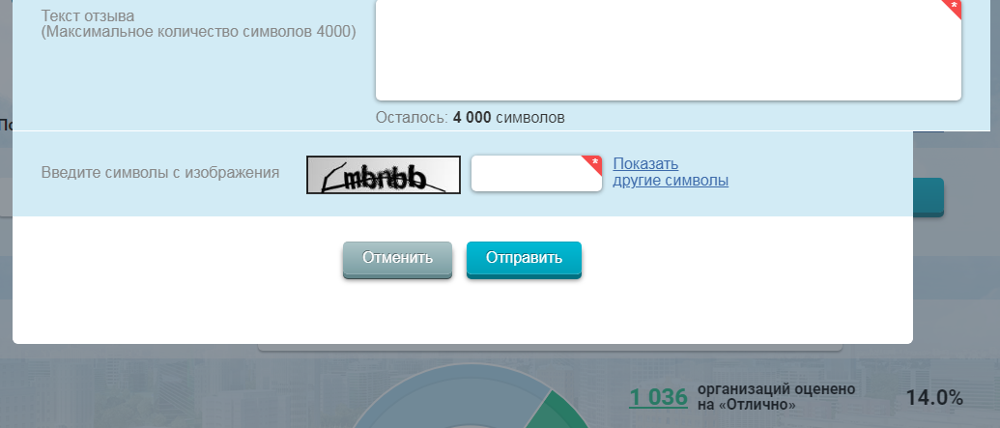 Текст отзыва
(Максимальное количество символов 4000)
*
Осталось: 4 000 символов
По
Введите символы с изображения
*
Показать
другие символы
Отменить
Отправить
1 036
организаций оценено
на «Отлично»
14.0%